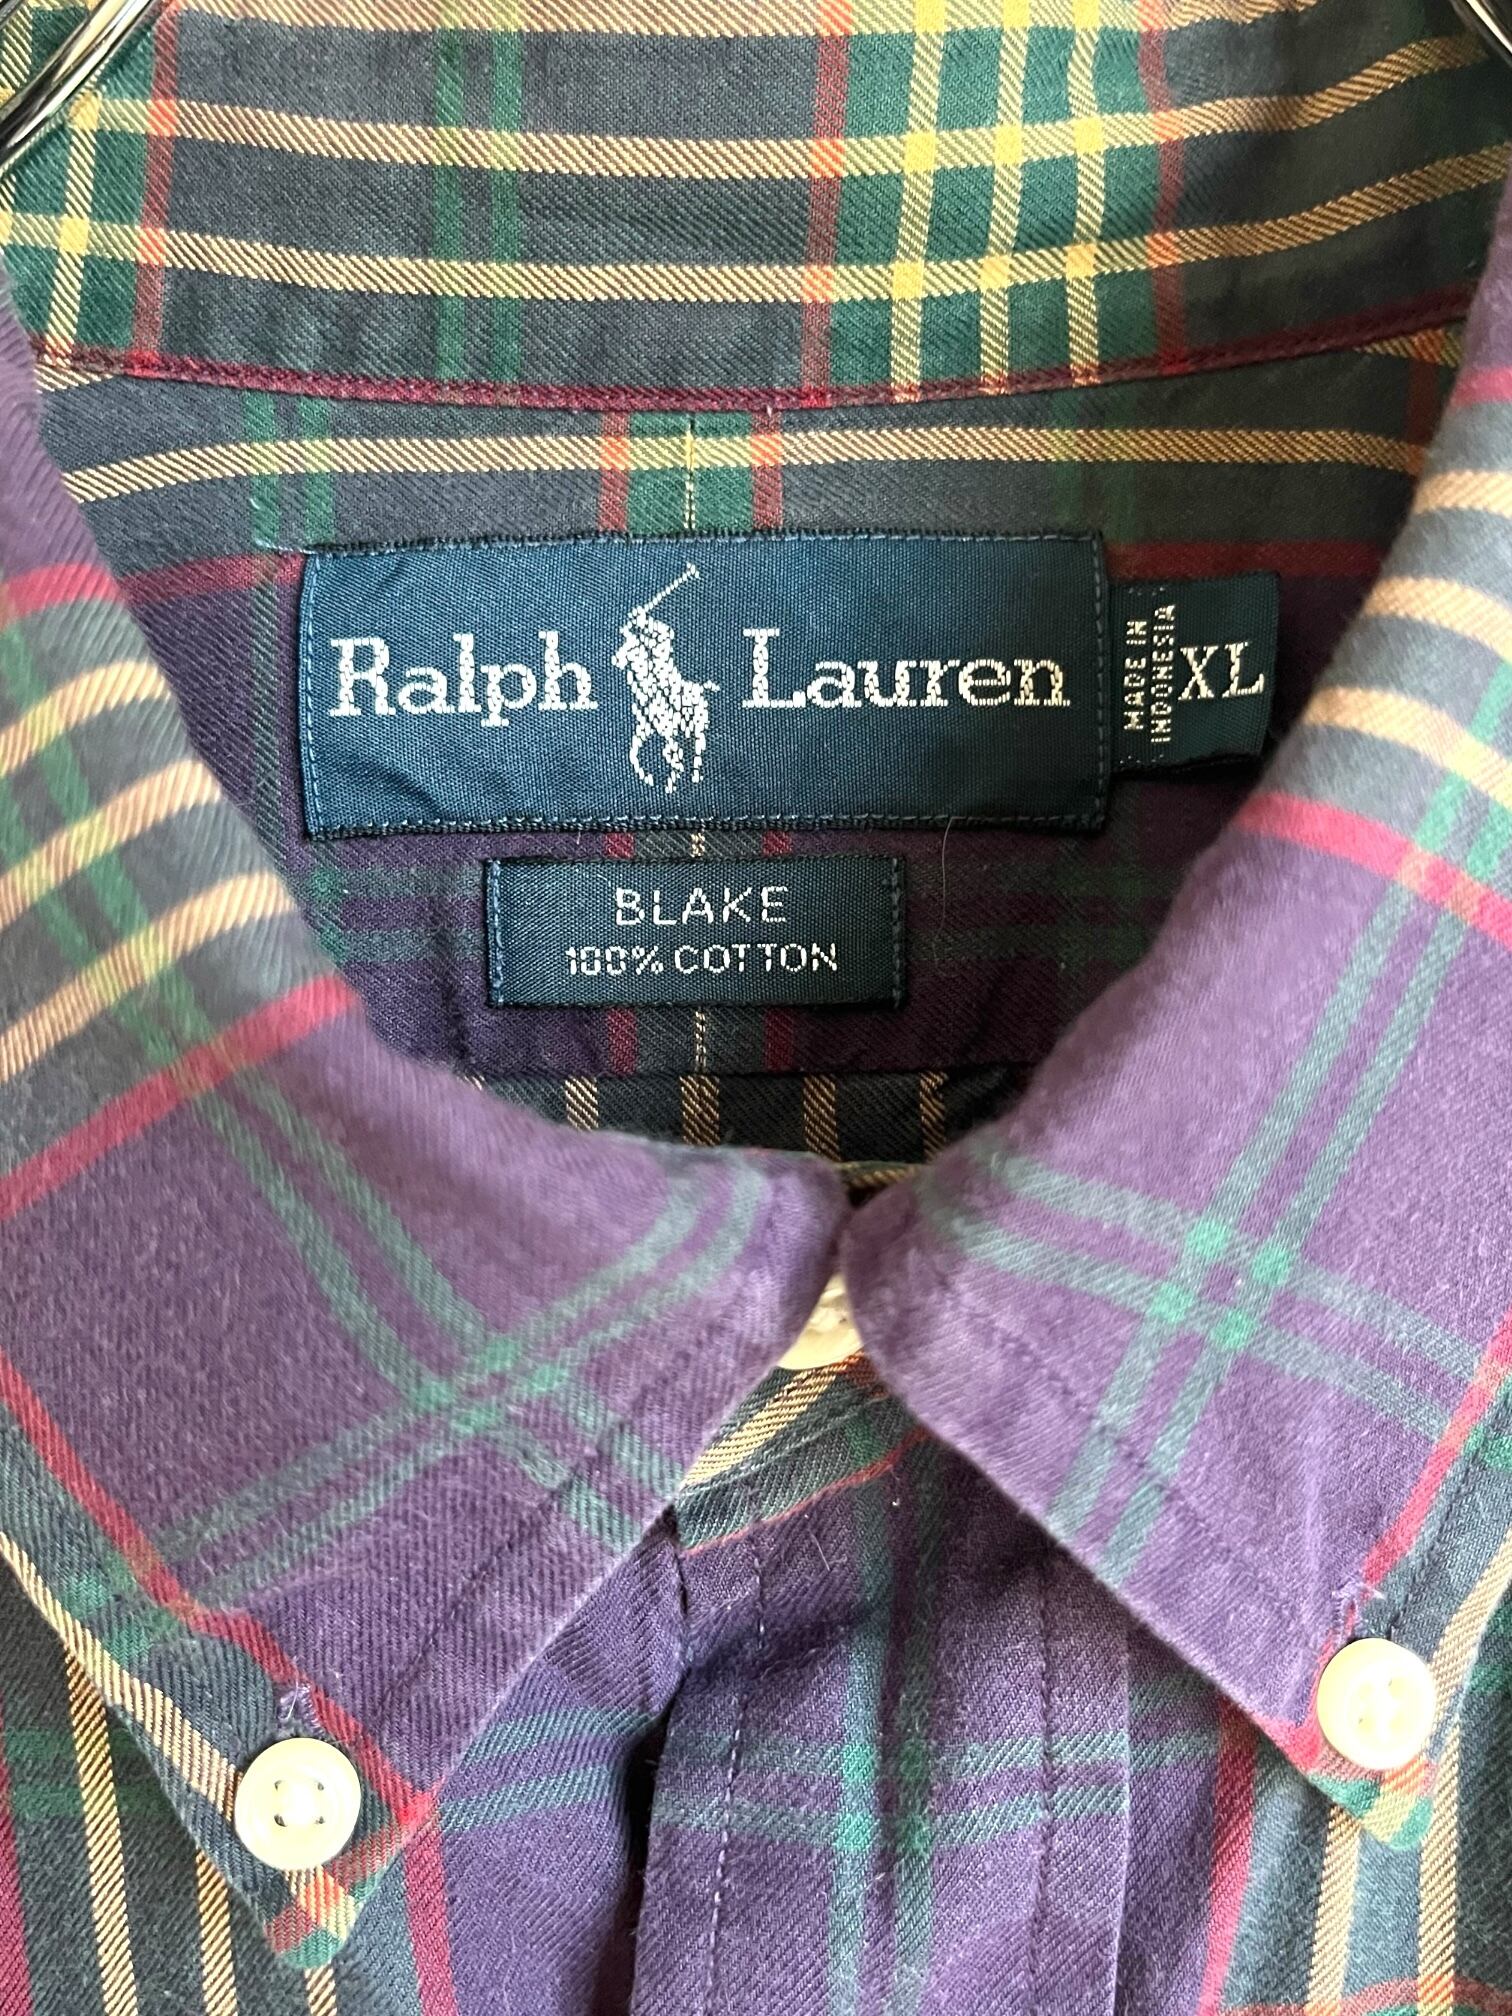 Ralph Lauren
MADE IN
INDONESIA
XL
BLAKE
100% COTTON